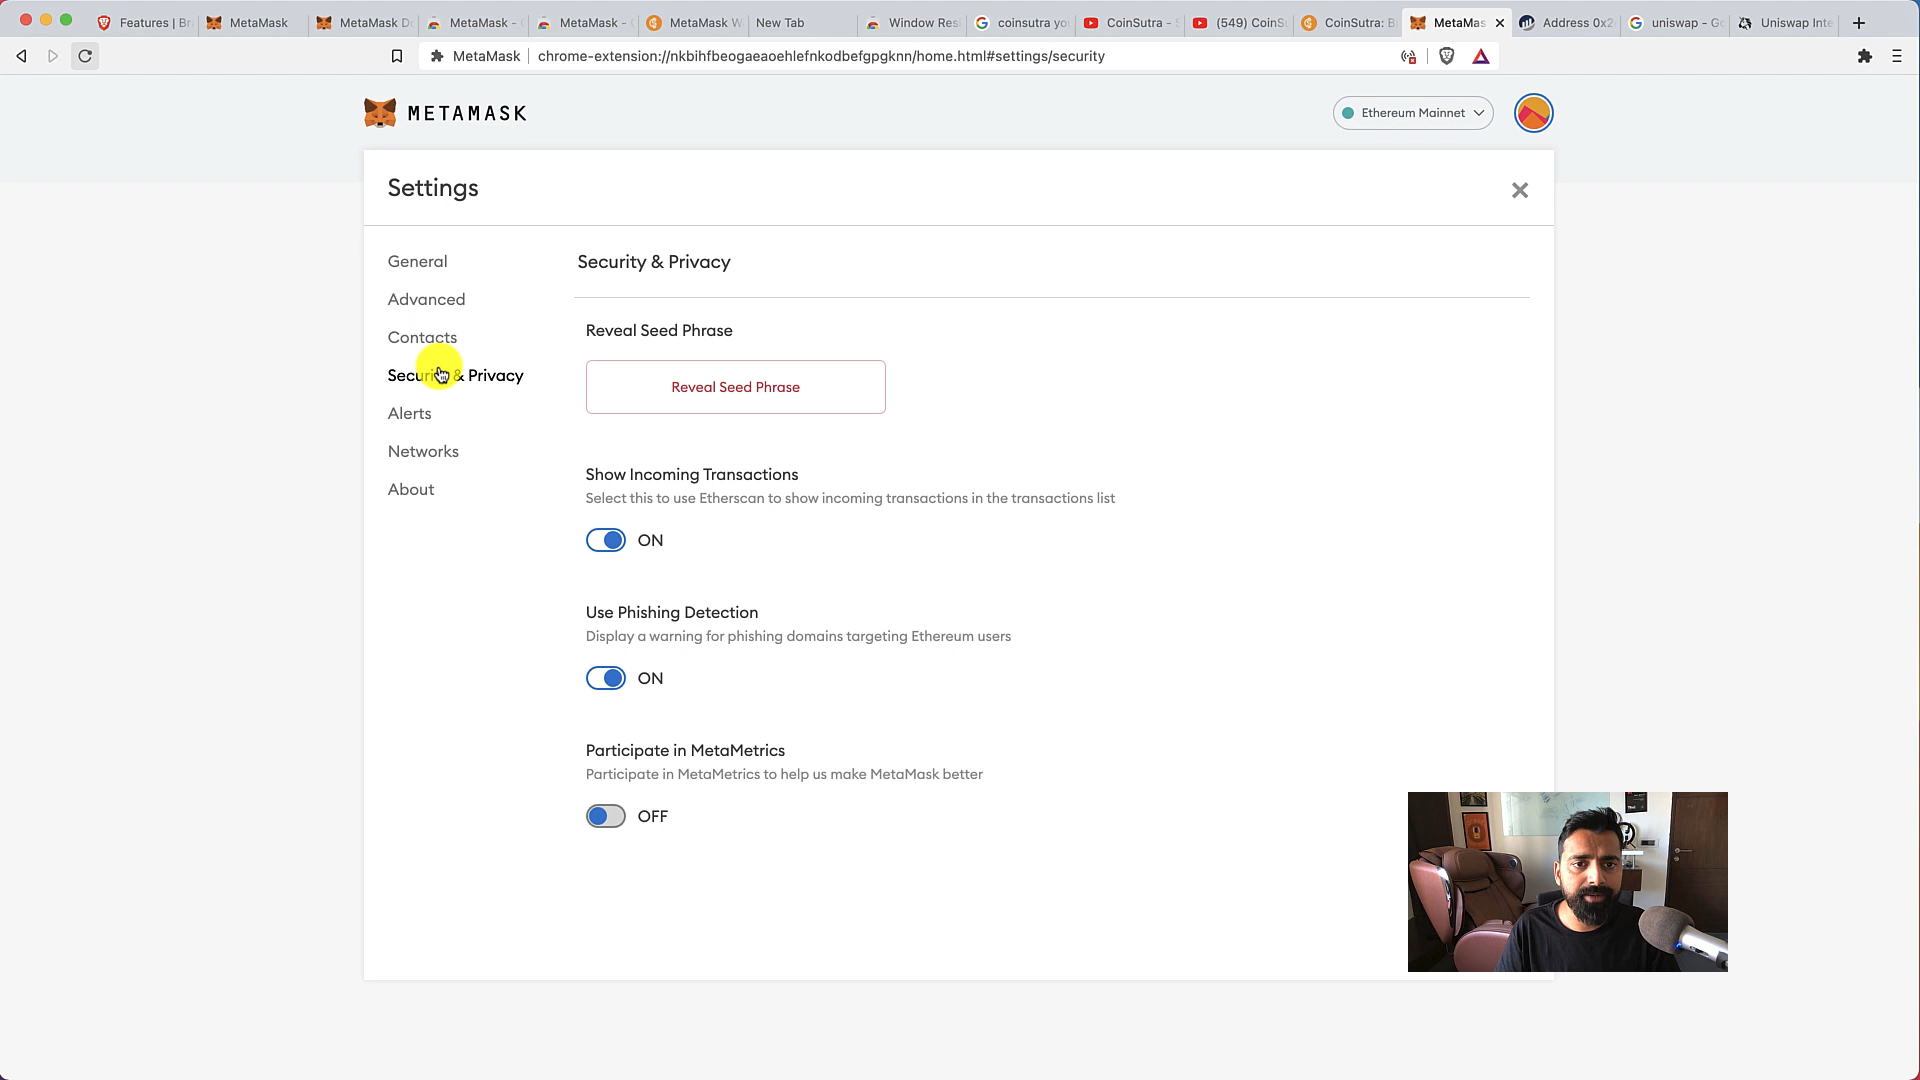 Features | Br
MetaMask
MetaMask Do
MetaMask - C
MetaMask - C
MetaMask W
New Tab
Window Res
coinsutra yo
CoinSutra - S
(549) CoinS
CoinSutra: B
MetaMas
Address 0x2
uniswap - Go
Uniswap Inte
MetaMask
chrome-extension://nkbihfbeogaeaoehlefnkodbefgpgknn/home.html#settings/security
METAMASK
Ethereum Mainnet
Settings
General
Advanced
Contacts
Security & Privacy
Alerts
Networks
About
Security & Privacy
Reveal Seed Phrase
Reveal Seed Phrase
Show Incoming Transactions
Select this to use Etherscan to show incoming transactions in the transactions list
ON
Use Phishing Detection
Display a warning for phishing domains targeting Ethereum users
ON
Participate in MetaMetrics
Participate in MetaMetrics to help us make MetaMask better
OFF